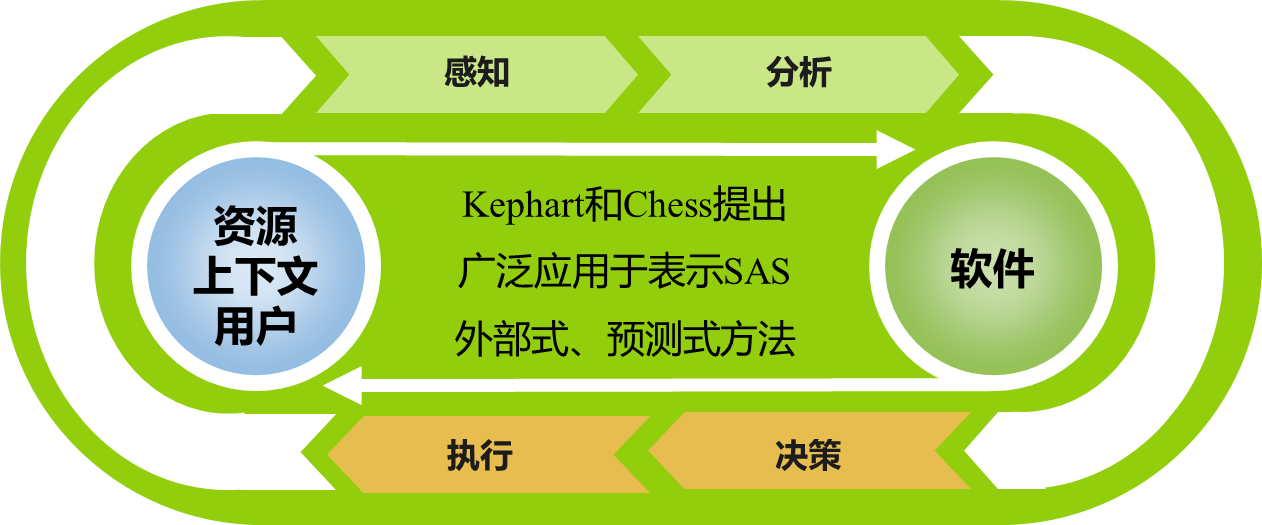 感知
分析
资源
上下文
用户
Kephart和Chess提出
广泛应用于表示SAS
外部式、预测式方法
软件
执行
决策